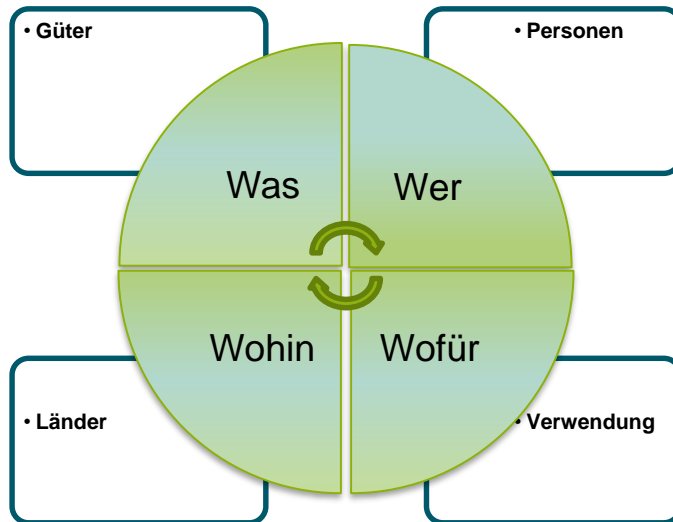 • Güter
• Personen
Was
Wer
Wohin
Wofür
• Länder
• Verwendung